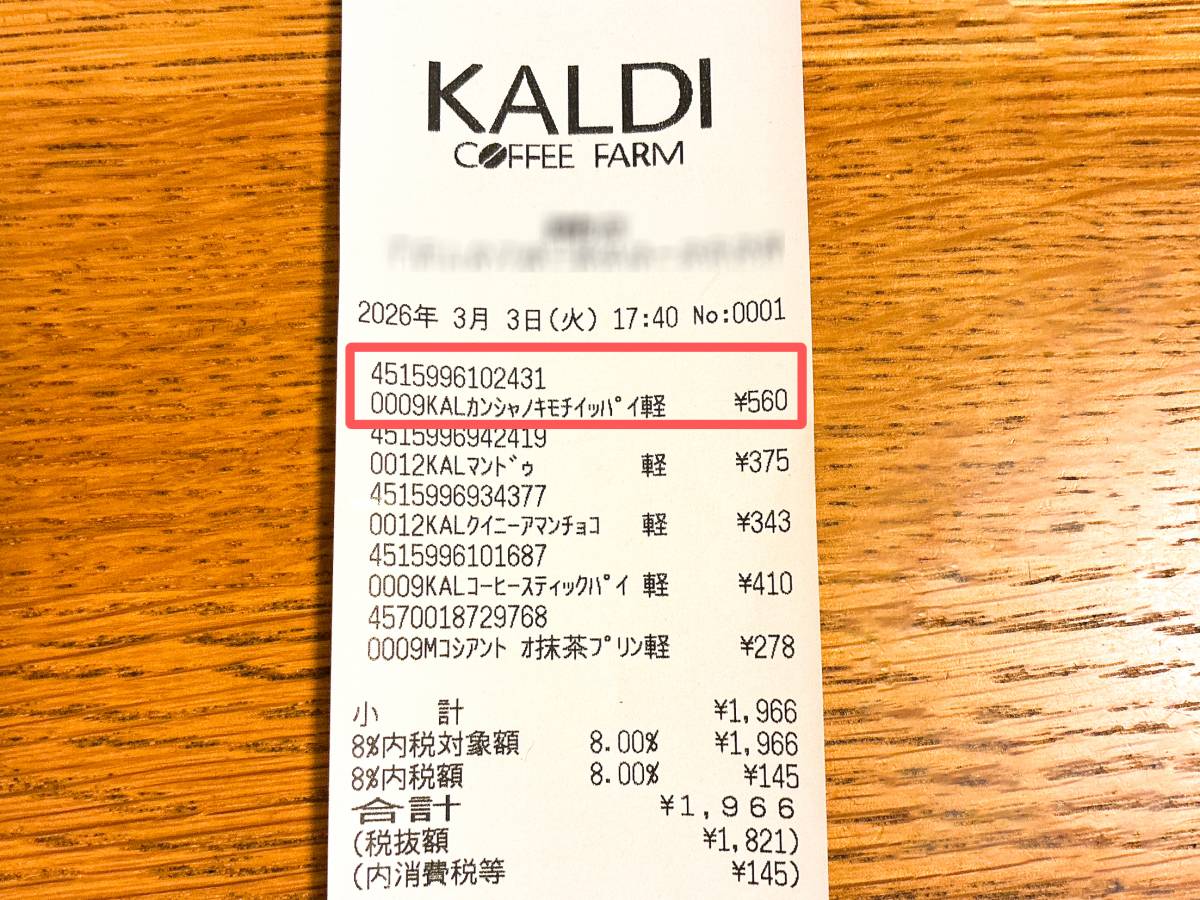 KALDI
COFFEE FARM
2026年 3月 3日(火) 17:40 No:0001
4515996102431
0009KALカンシャノキモチイッパイ軽 ¥560
4515996942419
0012KALマンドゥ 軽 ¥375
4515996934377
0012KALクイニーアマンチョコ 軽 ¥343
4515996101687
0009KALコーヒースティックパイ 軽 ¥410
4570018729768
0009Mコシアント オ抹茶プリン軽 ¥278
小 計 ¥1,966
8%内税対象額 8.00% ¥1,966
8%内税額 8.00% ¥145
合計 ¥1,966
(税抜額 ¥1,821)
(内消費税等 ¥145)